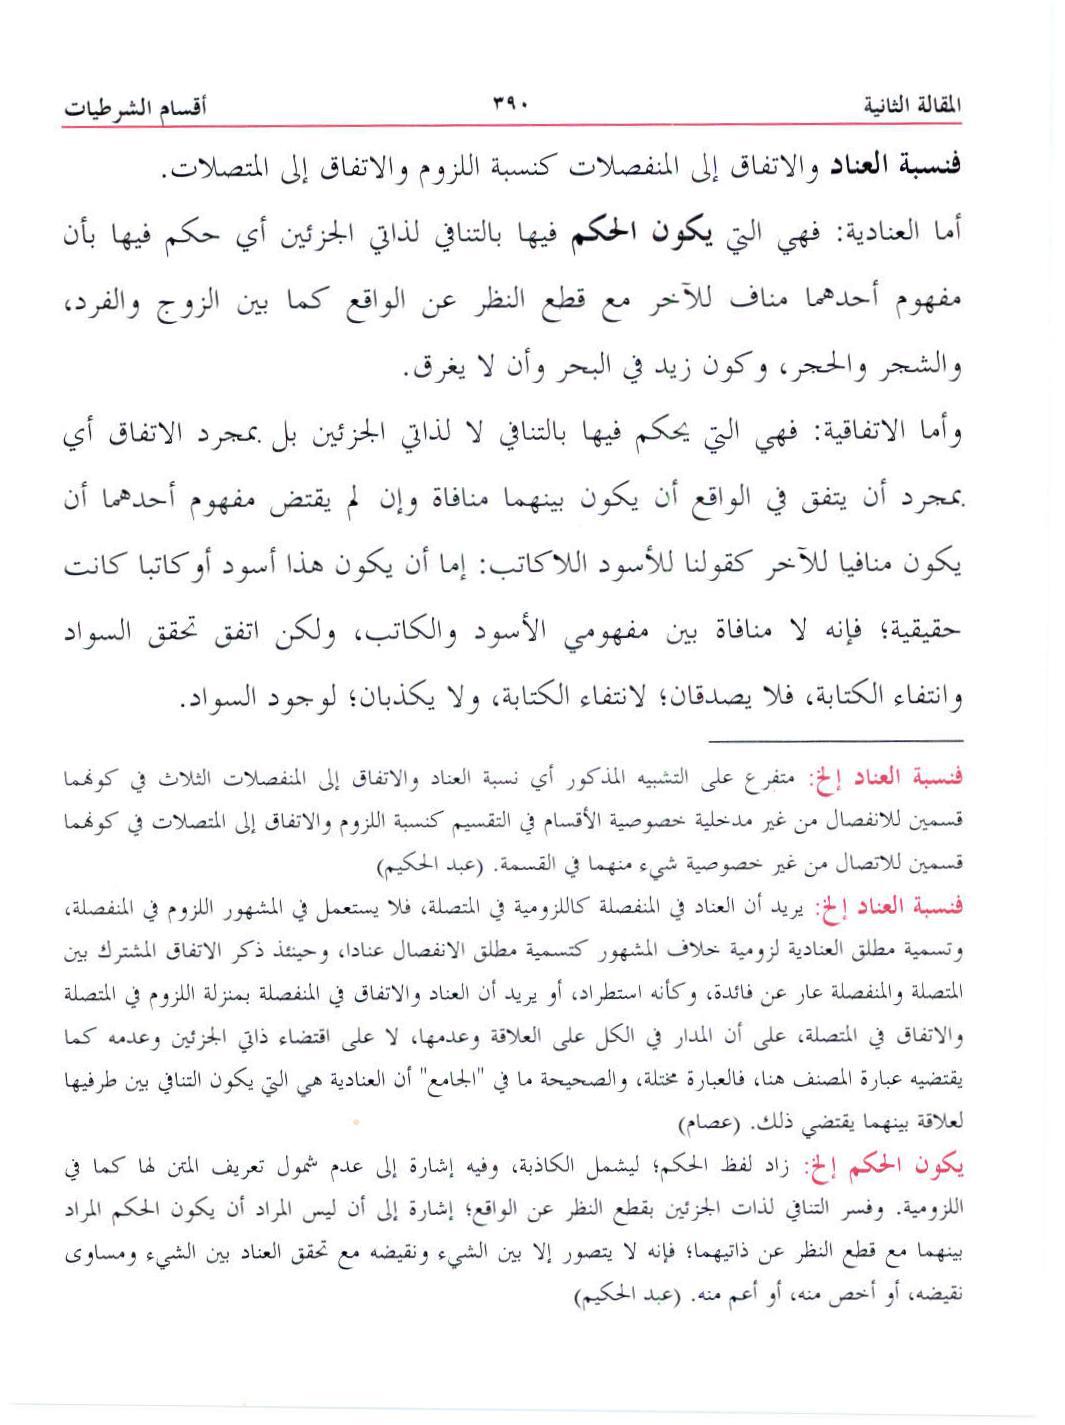 المقالة الثانية ٣٩٠ أقسام الشرطيات
فنسبة العناد والاتفاق إلى المنفصلات كنسبة اللزوم والاتفاق إلى المتصلات.
أما العنادية: فهي التي يكون الحكم فيها بالتنافي لذاتي الجزئين أي حكم فيها بأن
مفهوم أحدهما مناف للآخر مع قطع النظر عن الواقع كما بين الزوج والفرد،
والشجر والحجر، وكون زيد في البحر وأن لا يغرق.
وأما الاتفاقية: فهي التي يحكم فيها بالتنافي لا لذاتي الجزئين بل بمجرد الاتفاق أي
بمجرد أن يتفق في الواقع أن يكون بينهما منافاة وإن لم يقتض مفهوم أحدهما أن
يكون منافيا للآخر كقولنا للأسود اللاكاتب: إما أن يكون هذا أسود أو كاتبا كانت
حقيقية؛ فإنه لا منافاة بين مفهومي الأسود والكاتب، ولكن اتفق تحقق السواد
وانتفاء الكتابة، فلا يصدقان؛ لانتفاء الكتابة، ولا يكذبان؛ لوجود السواد.
فنسبة العناد إلخ: متفرع على التشبيه المذكور أي نسبة العناد والاتفاق إلى المنفصلات الثلاث في كونهما
قسمين للانفصال من غير مدخلية خصوصية الأقسام في التقسيم كنسبة اللزوم والاتفاق إلى المتصلات في كونهما
قسمين للاتصال من غير خصوصية شيء منهما في القسمة. (عبد الحكيم)
فنسبة العناد إلخ: يريد أن العناد في المنفصلة كاللزومية في المتصلة، فلا يستعمل في المشهور اللزوم في المنفصلة،
وتسمية مطلق العنادية لزومية خلاف المشهور كتسمية مطلق الانفصال عنادا، وحينئذ ذكر الاتفاق المشترك بين
المتصلة والمنفصلة عار عن فائدة، وكأنه استطراد، أو يريد أن العناد والاتفاق في المنفصلة بمنزلة اللزوم في المتصلة
والاتفاق في المتصلة، على أن المدار في الكل على العلاقة وعدمها، لا على اقتضاء ذاتي الجزئين وعدمه كما
يقتضيه عبارة المصنف هنا، فالعبارة مختلة، والصحيحة ما في "الجامع" أن العنادية هي التي يكون التنافي بين طرفيها
لعلاقة بينهما يقتضي ذلك. (عصام)
يكون الحكم إلخ: زاد لفظ الحكم؛ ليشمل الكاذبة، وفيه إشارة إلى عدم شمول تعريف المتن لها كما في
اللزومية. وفسر التنافي لذات الجزئين بقطع النظر عن الواقع؛ إشارة إلى أن ليس المراد أن يكون الحكم المراد
بينهما مع قطع النظر عن ذاتيهما؛ فإنه لا يتصور إلا بين الشيء ونقيضه مع تحقق العناد بين الشيء ومساوى
نقيضه، أو أخص منه، أو أعم منه. (عبد الحكيم)